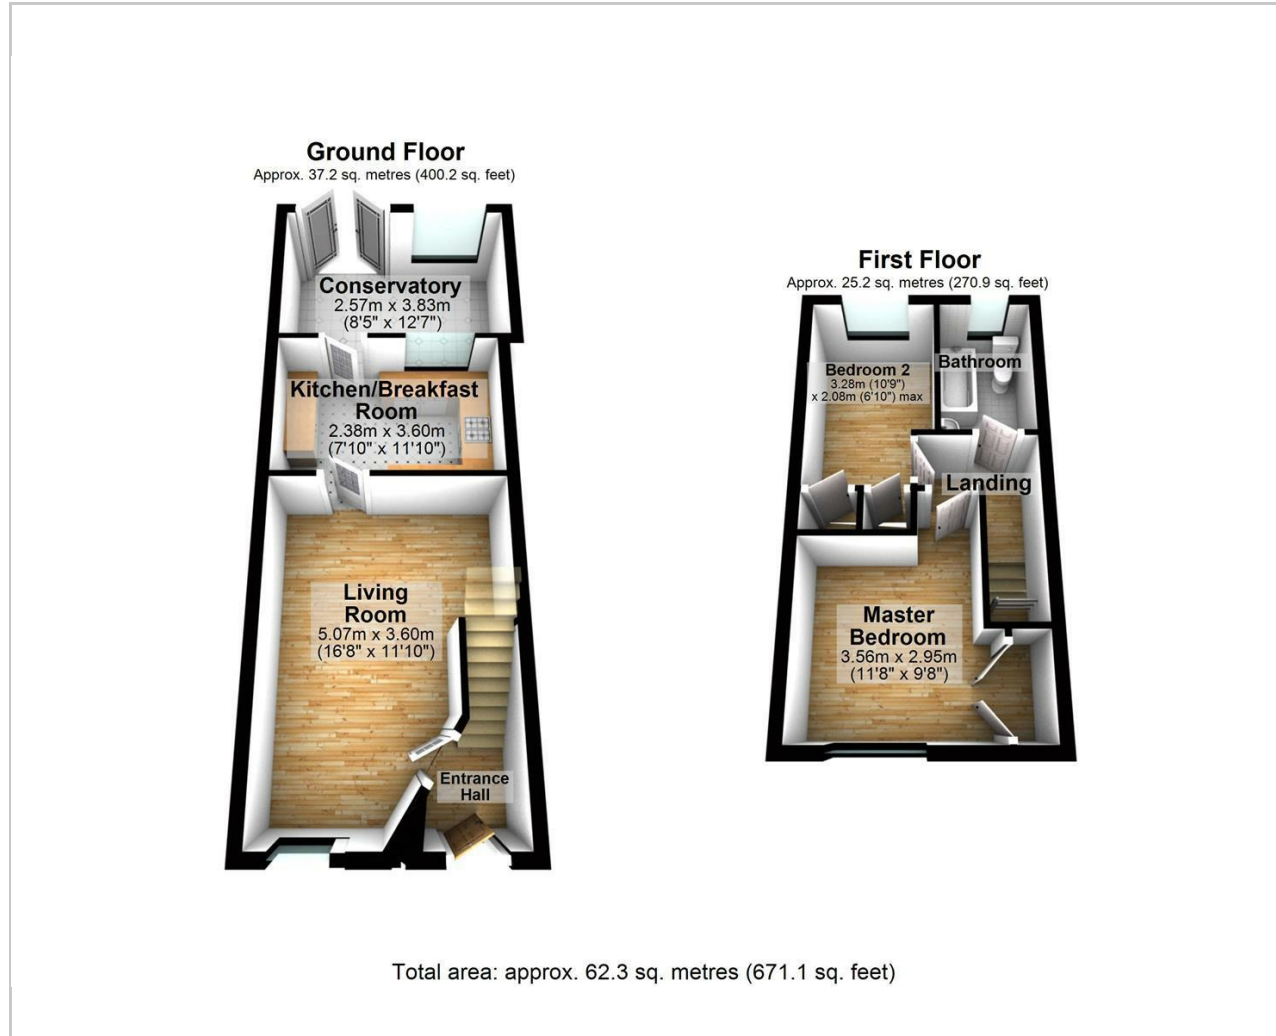 Ground Floor
Approx. 37.2 sq. metres (400.2 sq. feet)
Conservatory
2.57m x 3.83m
(8'5" x 12'7")
Kitchen/Breakfast
Room
2.38m x 3.60m
(7'10" x 11'10")
Living
Room
5.07m x 3.60m
(16'8" x 11'10")
Entrance
Hall
First Floor
Approx. 25.2 sq. metres (270.9 sq. feet)
Bedroom 2
3.28m (10'9")
x 2.08m (6'10") max
Bathroom
Landing
Master
Bedroom
3.56m x 2.95m
(11'8" x 9'8")
Total area: approx. 62.3 sq. metres (671.1 sq. feet)